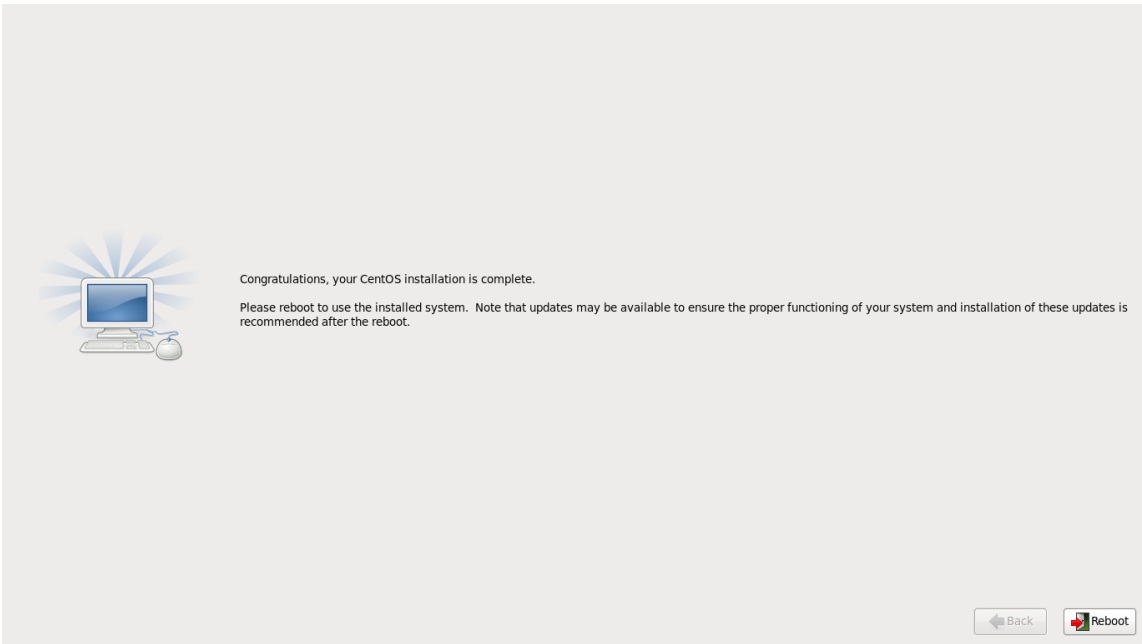 Congratulations, your CentOS installation is complete.
Please reboot to use the installed system.  Note that updates may be available to ensure the proper functioning of your system and installation of these updates is
recommended after the reboot.
Back
Reboot